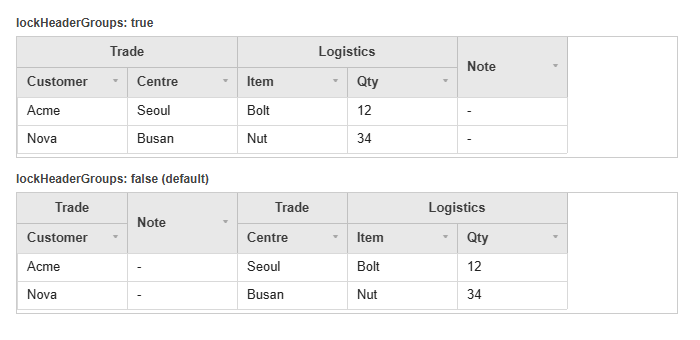 lockHeaderGroups: true
Trade Logistics Note
Customer Centre Item Qty
Acme Seoul Bolt 12 -
Nova Busan Nut 34 -
lockHeaderGroups: false (default)
Trade Note Trade Logistics
Customer Centre Item Qty
Acme - Seoul Bolt 12
Nova - Busan Nut 34